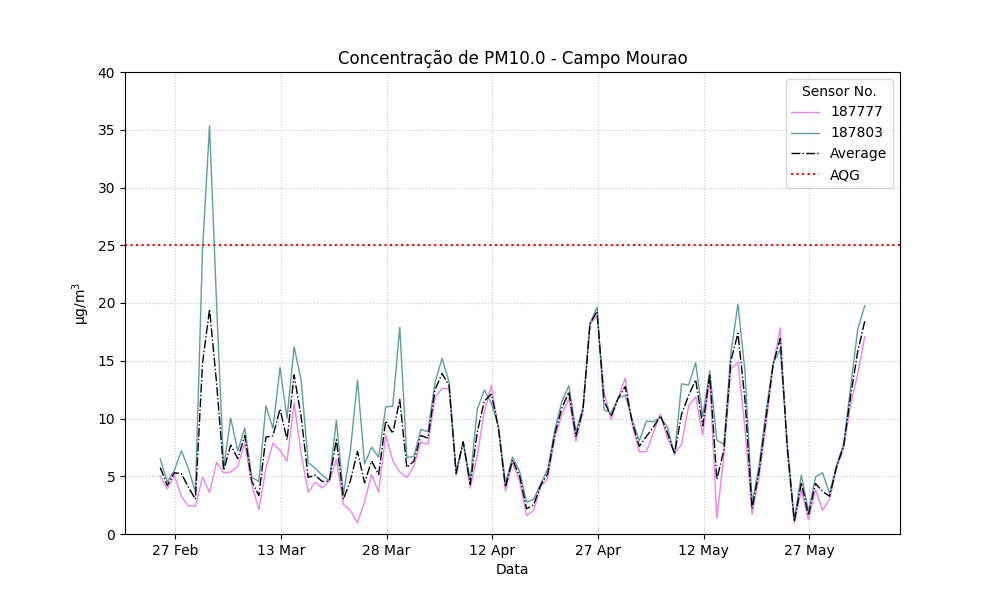 Concentração de PM10.0 - Campo Mourao
40
35
30
25
20
15
10
5
0
µg/m³
Sensor No.
187777
187803
Average
AQG
27 Feb
13 Mar
28 Mar
12 Apr
27 Apr
12 May
27 May
Data